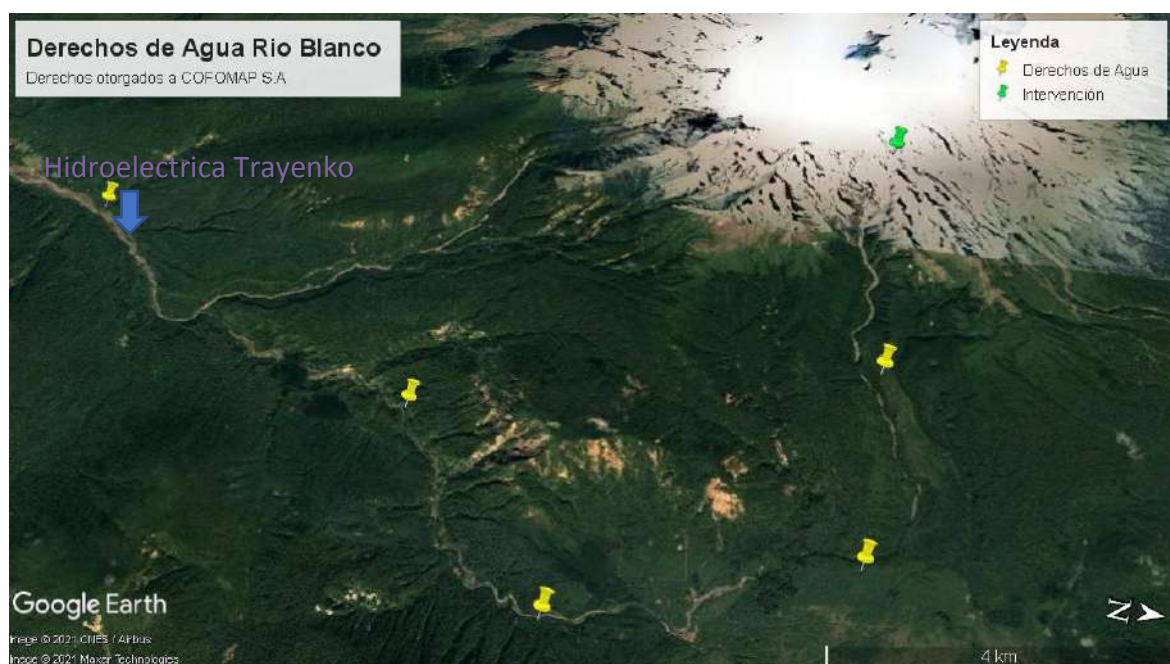 Derechos de Agua Rio Blanco
Derechos otorgados a COFOMAP S.A
Leyenda
Derechos de Agua
Intervención
Hidroelectrica Trayenko
Google Earth
Image © 2021 CNES / Airbus
Image © 2021 Maxar Technologies
N
4 km